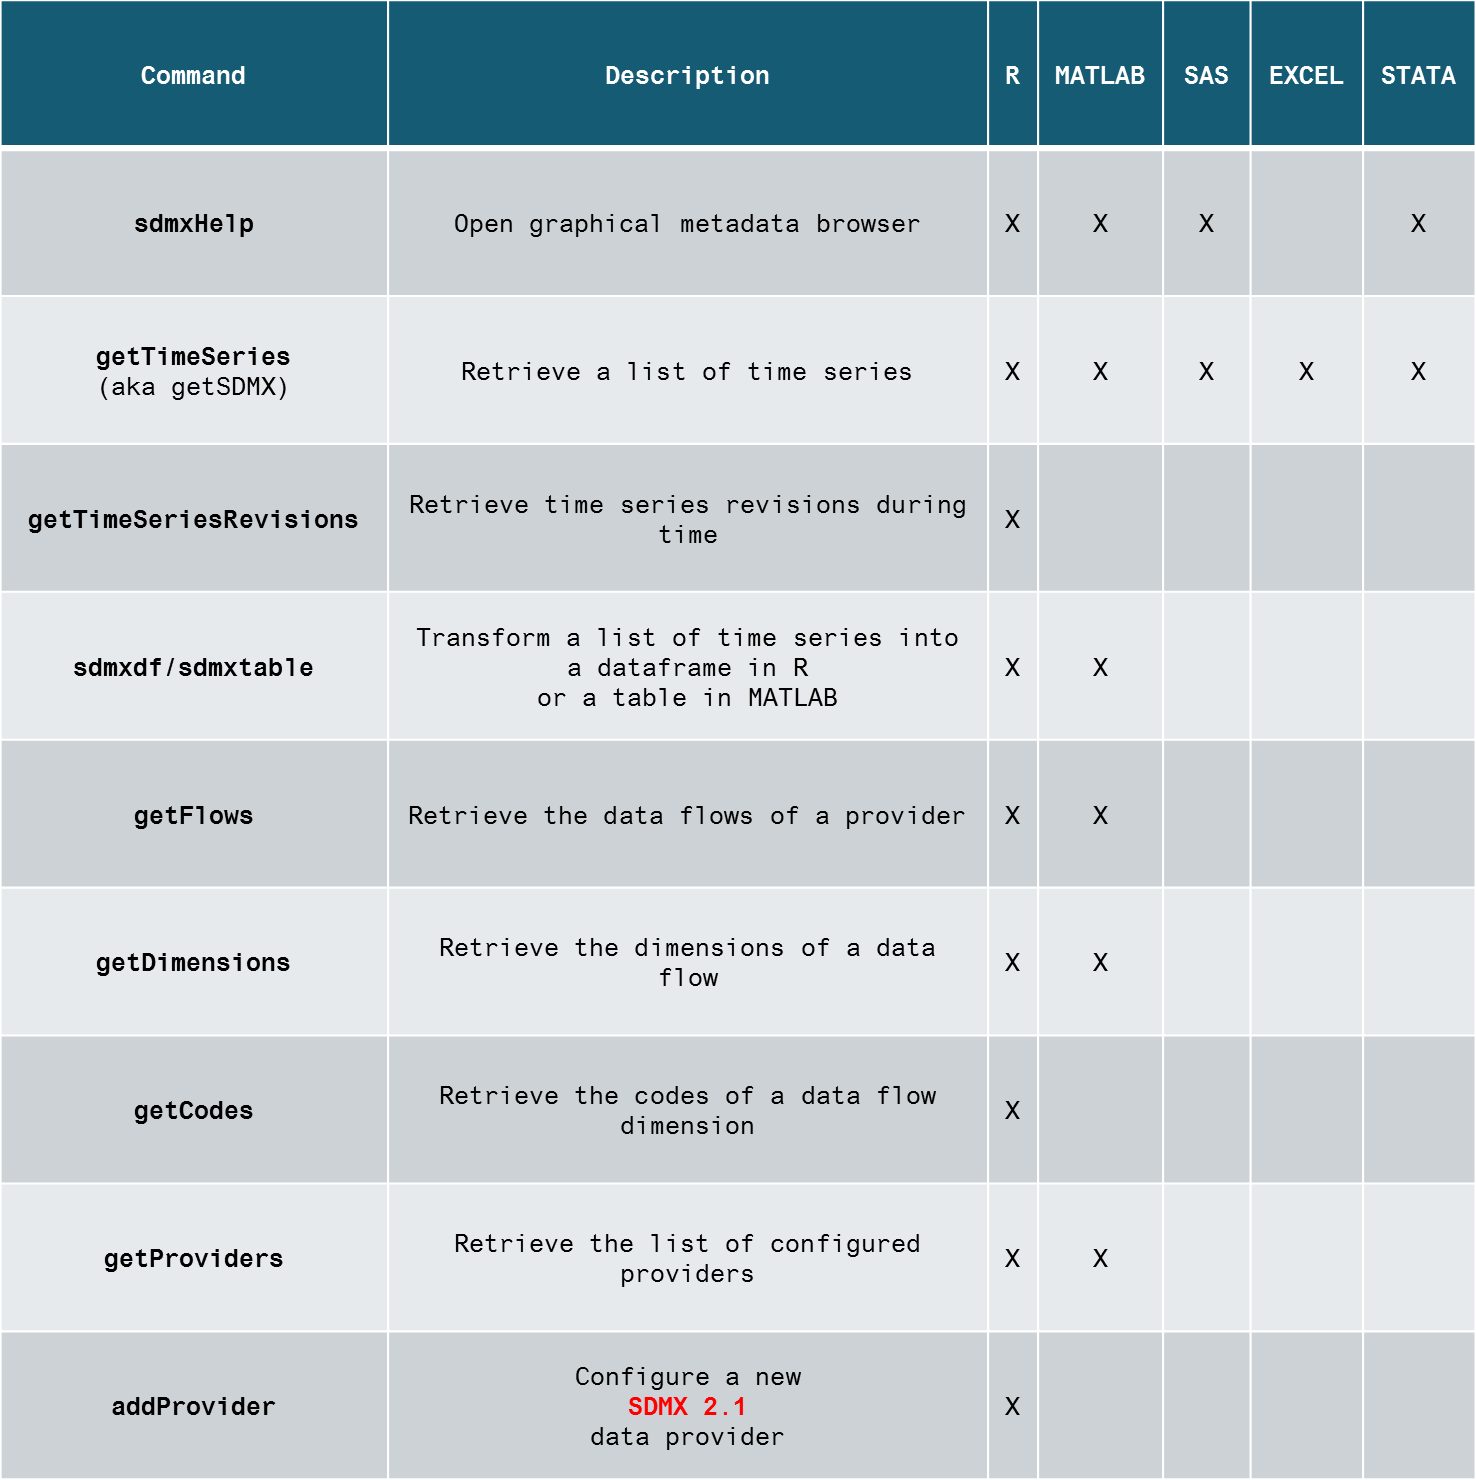 Command Description R MATLAB SAS EXCEL STATA
sdmxHelp Open graphical metadata browser X X X X
getTimeSeries
(aka getSDMX)
Retrieve a list of time series X X X X X
getTimeSeriesRevisions
Retrieve time series revisions during
time
X
sdmxdf/sdmxtable
Transform a list of time series into
a dataframe in R
or a table in MATLAB
X X
getFlows Retrieve the data flows of a provider X X
getDimensions
Retrieve the dimensions of a data
flow
X X
getCodes
Retrieve the codes of a data flow
dimension
X
getProviders
Retrieve the list of configured
providers
X X
addProvider
Configure a new
SDMX 2.1
data provider
X